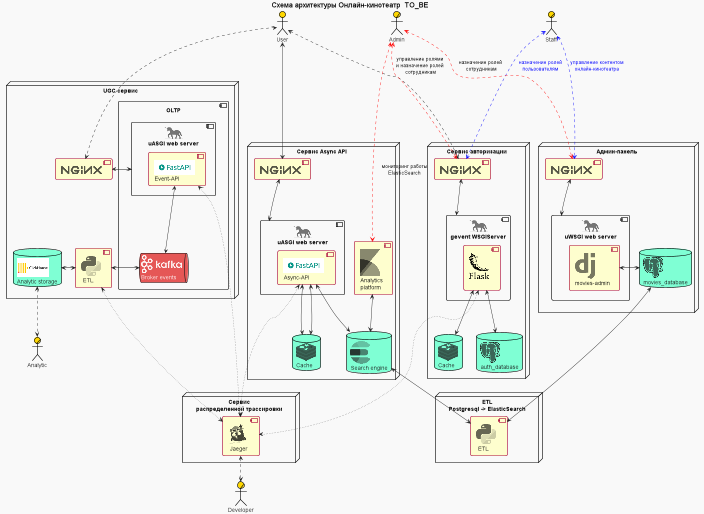 Схема архитектуры Онлайн-кинотеатр TO_BE
User
Admin
Staff
управление ролями
и назначение ролей
сотрудникам
назначение ролей
сотрудникам
назначение ролей
пользователям
управление контентом
онлайн-кинотеатра
UGC-сервис
OLTP
uASGI web server
FastAPI
Event-API
NGINX
Analytic storage
ETL
kafka
Broker events
Analytic
Сервис Async API
NGINX
uASGI web server
FastAPI
Async-API
мониторинг работы
ElasticSearch
Analytics
platform
Cache
Search engine
Сервис авторизации
NGINX
gevent WSGIServer
Flask
Cache
auth_database
Админ-панель
NGINX
uWSGI web server
dj
movies-admin
movies_database
Сервис
распределенной трассировки
Jaeger
Developer
ETL
Postgresql -> ElasticSearch
ETL